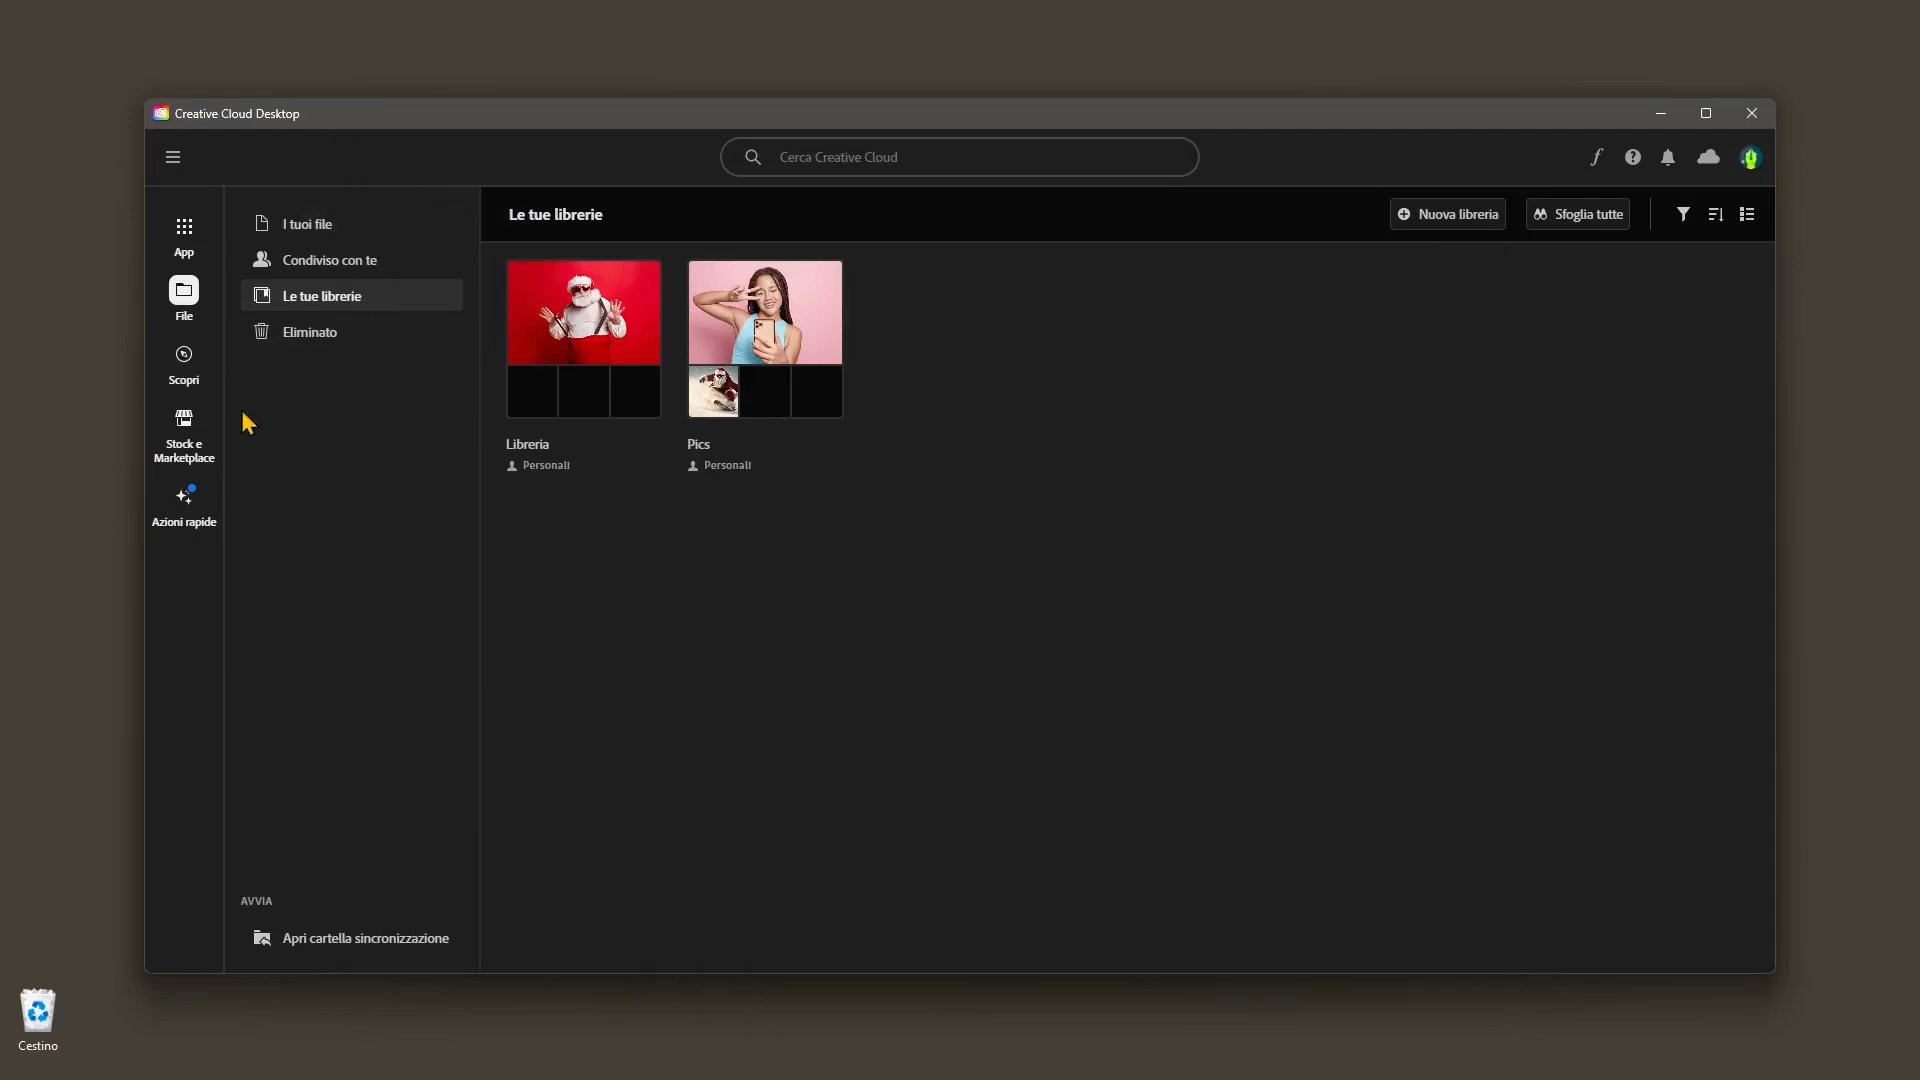 Creative Cloud Desktop
Cerca Creative Cloud
App
File
Scopri
Stock e
Marketplace
Azioni rapide
I tuoi file
Condiviso con te
Le tue librerie
Eliminato
AVVIA
Apri cartella sincronizzazione
Le tue librerie
Nuova libreria
Sfoglia tutte
Libreria
Personali
Pics
Personali
Cestino